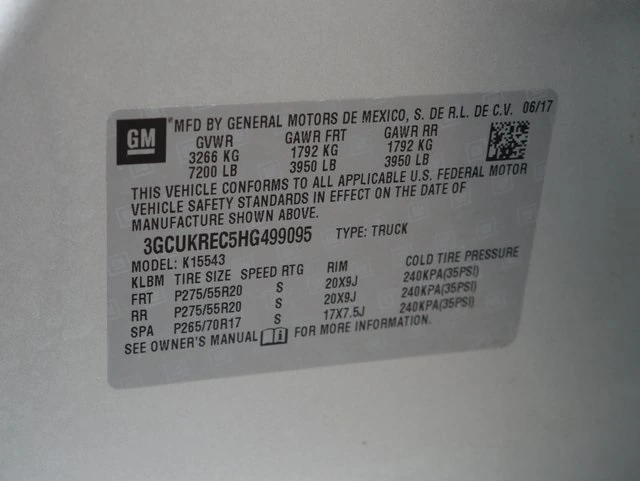 GM ®MFD BY GENERAL MOTORS DE MEXICO, S. DE R.L. DE C.V. 06/17
GVWR GAWR FRT GAWR RR
3266 KG 1792 KG 1792 KG
7200 LB 3950 LB 3950 LB
THIS VEHICLE CONFORMS TO ALL APPLICABLE U.S. FEDERAL MOTOR
VEHICLE SAFETY STANDARDS IN EFFECT ON THE DATE OF
MANUFACTURE SHOWN ABOVE.
3GCUKREC5HG499095 TYPE: TRUCK
MODEL: K15543
KLBM TIRE SIZE SPEED RTG RIM COLD TIRE PRESSURE
FRT P275/55R20 S 20X9J 240KPA(35PSI)
RR P275/55R20 S 20X9J 240KPA(35PSI)
SPA P265/70R17 S 17X7.5J 240KPA(35PSI)
SEE OWNER'S MANUAL FOR MORE INFORMATION.